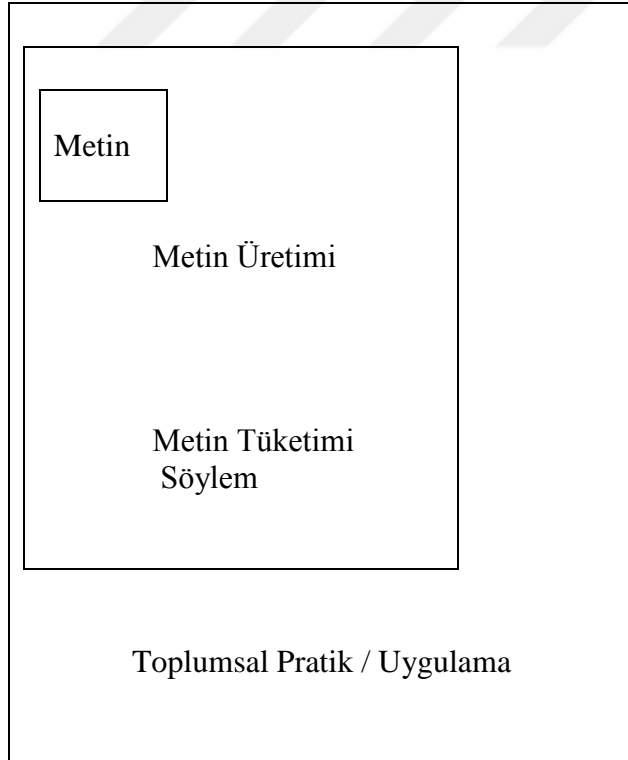 Metin
Metin Üretimi
Metin Tüketimi
Söylem
Toplumsal Pratik / Uygulama